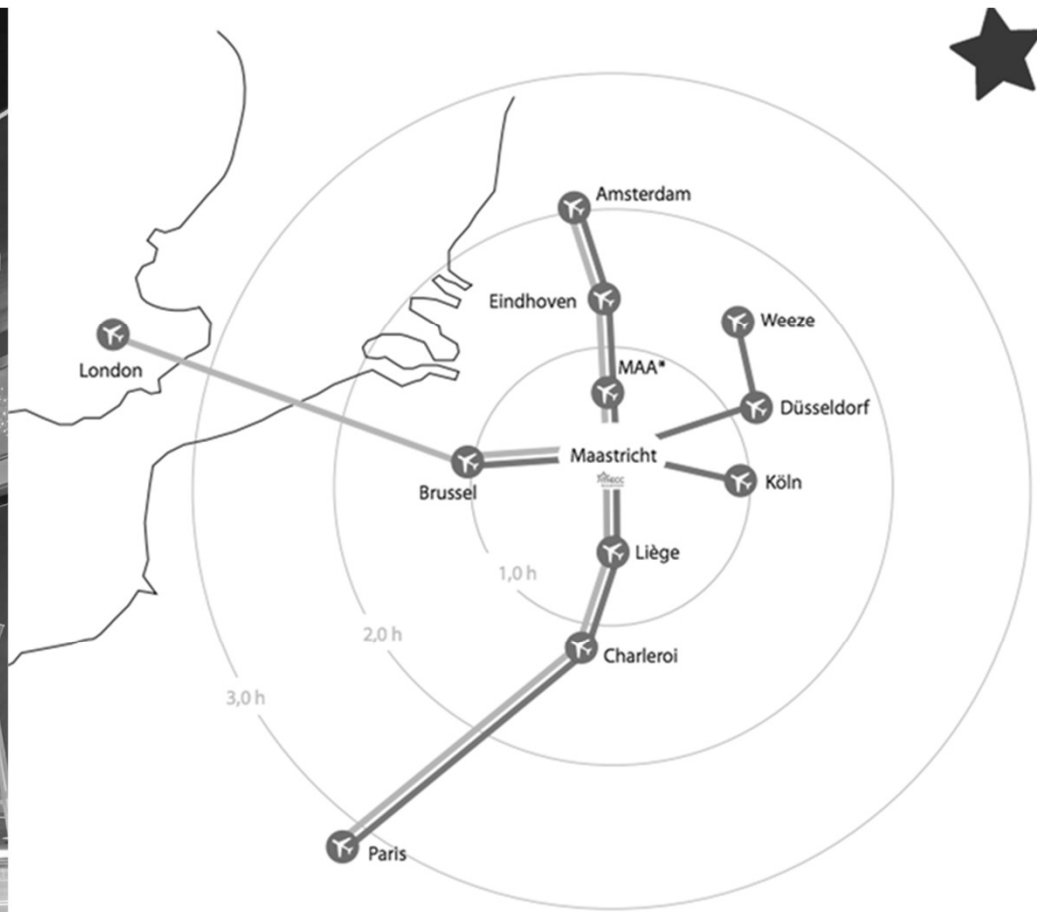 Amsterdam
Eindhoven
Weeze
London
MAA*
Düsseldorf
Maastricht
Brussel
Köln
Liège
1,0 h
2,0 h
Charleroi
3,0 h
Paris